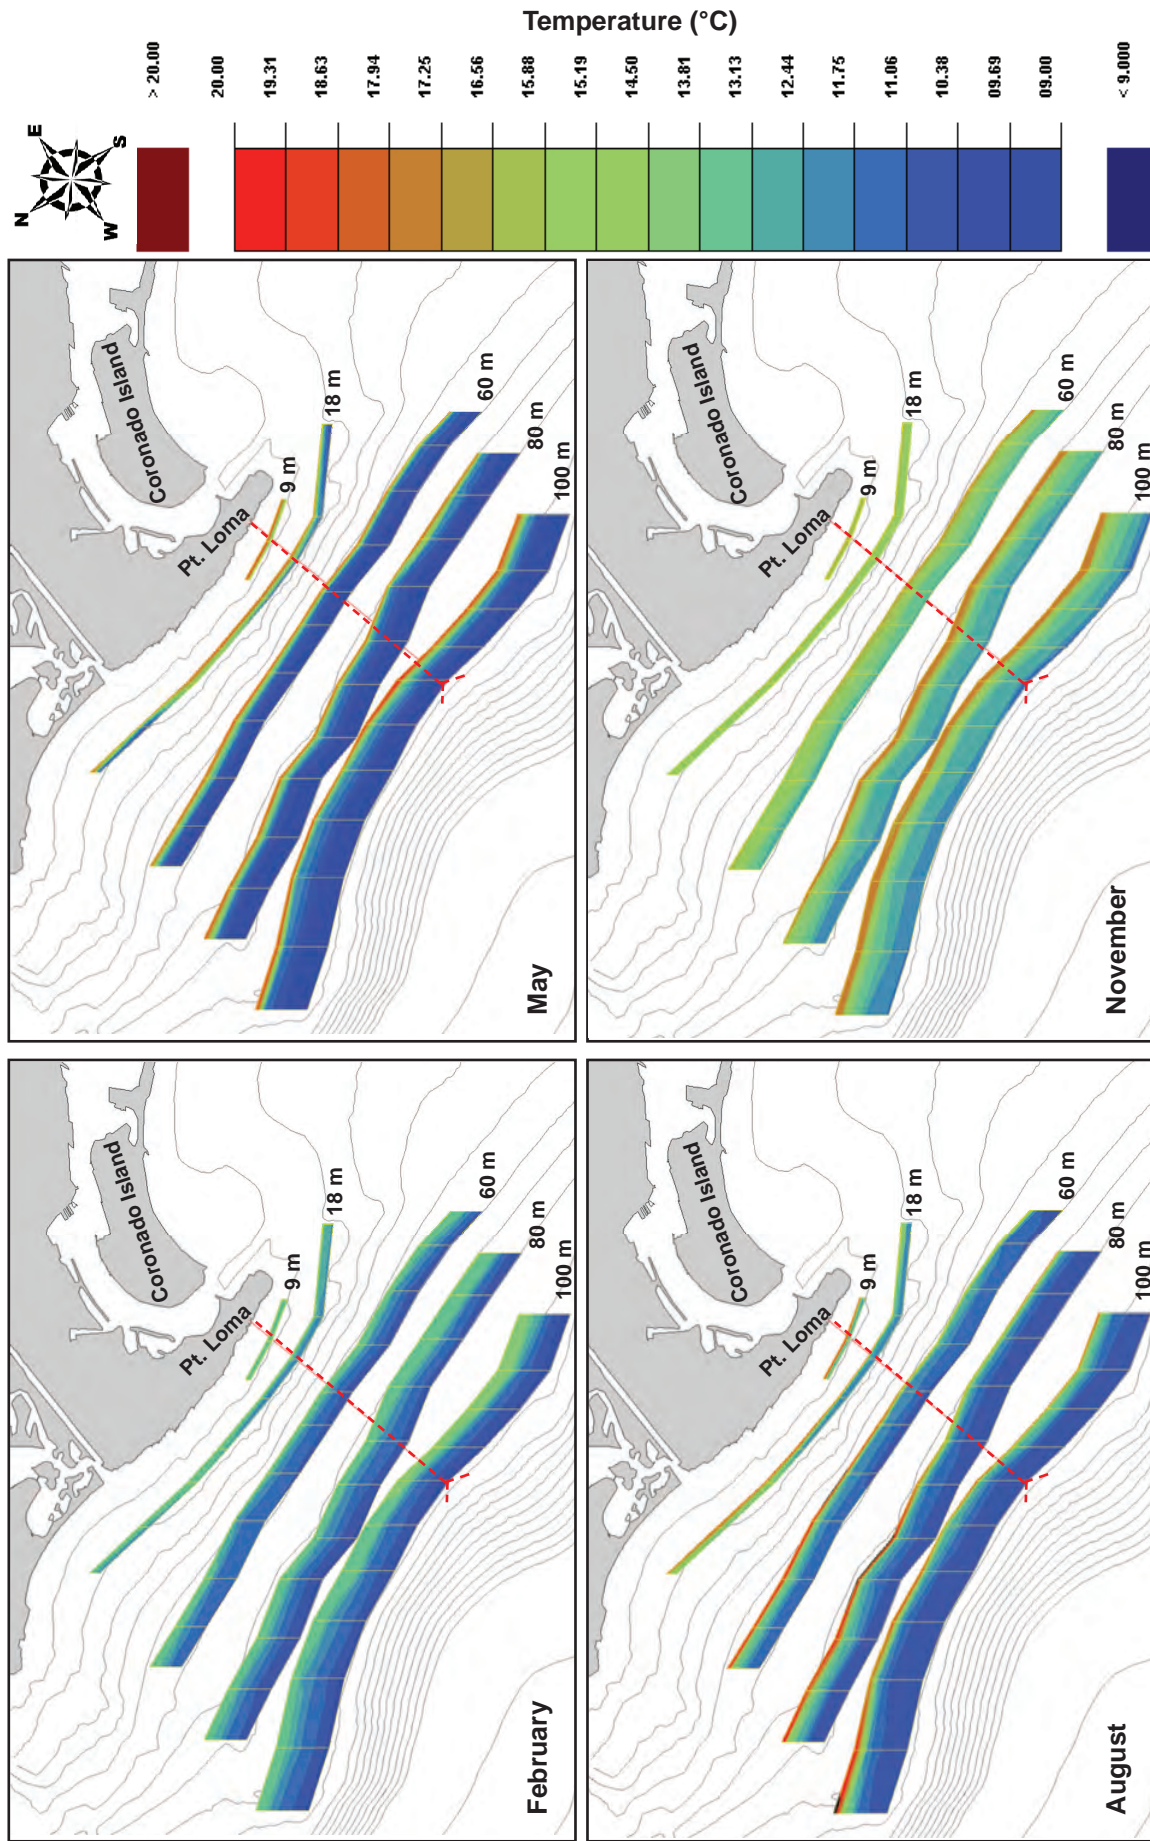 Temperature (°C)
> 20.00
20.00
19.31
18.63
17.94
17.25
16.56
15.88
15.19
14.50
13.81
13.13
12.44
11.75
11.06
10.38
09.69
09.00
< 9.000
N
E
S
W
Coronado Island
Pt. Loma
9 m
18 m
60 m
80 m
100 m
May
Coronado Island
Pt. Loma
9 m
18 m
60 m
80 m
100 m
November
Coronado Island
Pt. Loma
9 m
18 m
60 m
80 m
100 m
February
Coronado Island
Pt. Loma
9 m
18 m
60 m
80 m
100 m
August